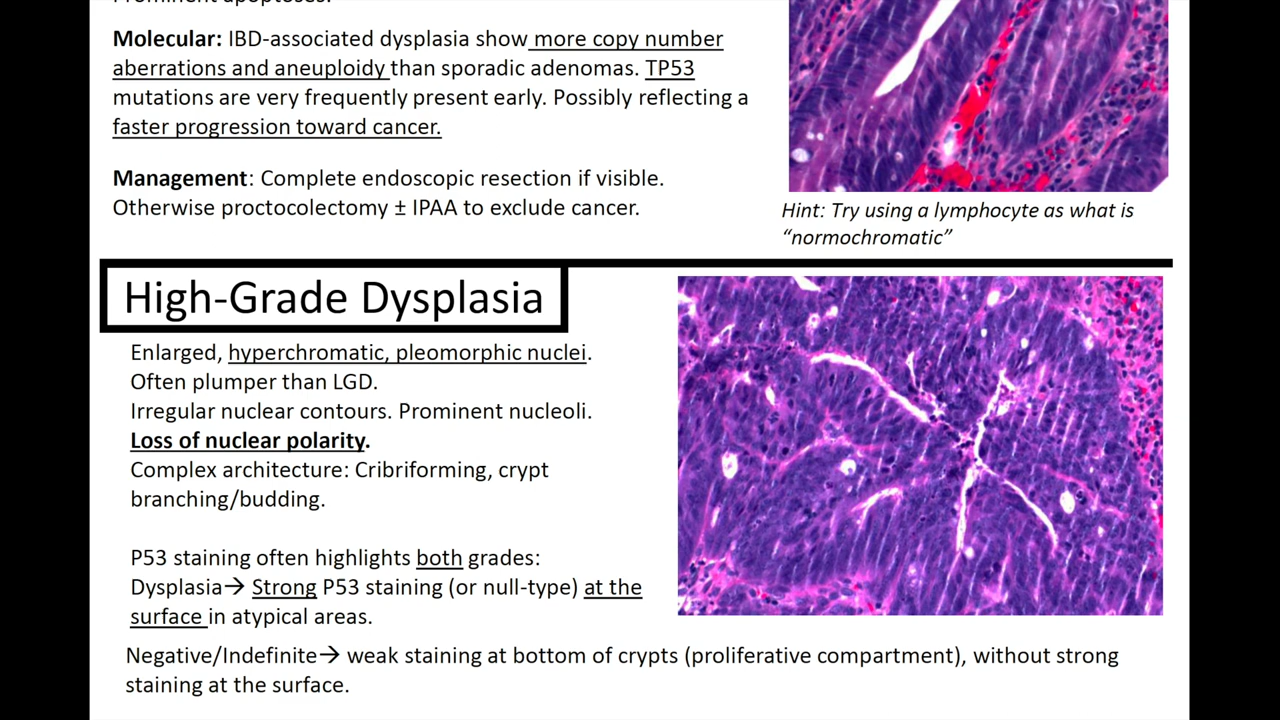 Prominent apoptoses.
Molecular: IBD-associated dysplasia show more copy number
aberrations and aneuploidy than sporadic adenomas. TP53
mutations are very frequently present early. Possibly reflecting a
faster progression toward cancer.
Management: Complete endoscopic resection if visible.
Otherwise proctocolectomy ± IPAA to exclude cancer.
Hint: Try using a lymphocyte as what is
“normochromatic”
High-Grade Dysplasia
Enlarged, hyperchromatic, pleomorphic nuclei.
Often plumper than LGD.
Irregular nuclear contours. Prominent nucleoli.
Loss of nuclear polarity.
Complex architecture: Cribriforming, crypt
branching/budding.
P53 staining often highlights both grades:
Dysplasia→ Strong P53 staining (or null-type) at the
surface in atypical areas.
Negative/Indefinite→ weak staining at bottom of crypts (proliferative compartment), without strong
staining at the surface.